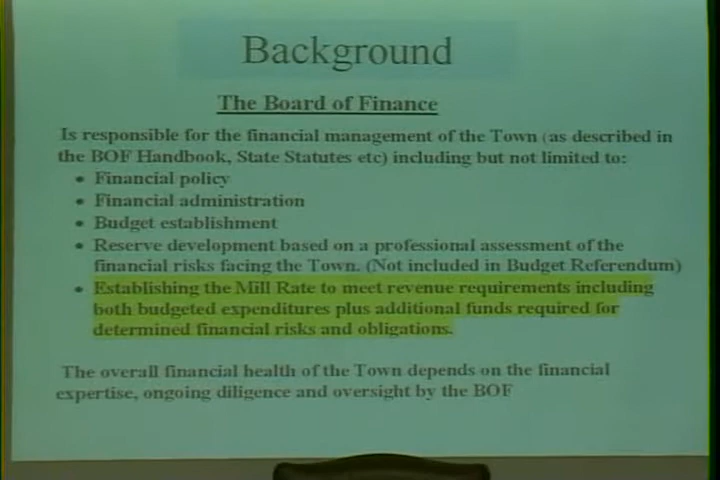 Background
The Board of Finance
Is responsible for the financial management of the Town (as described in
the BOF Handbook, State Statutes etc) including but not limited to:
• Financial policy
• Financial administration
• Budget establishment
• Reserve development based on a professional assessment of the
financial risks facing the Town. (Not included in Budget Referendum)
• Establishing the Mill Rate to meet revenue requirements including
both budgeted expenditures plus additional funds required for
determined financial risks and obligations.
The overall financial health of the Town depends on the financial
expertise, ongoing diligence and oversight by the BOF